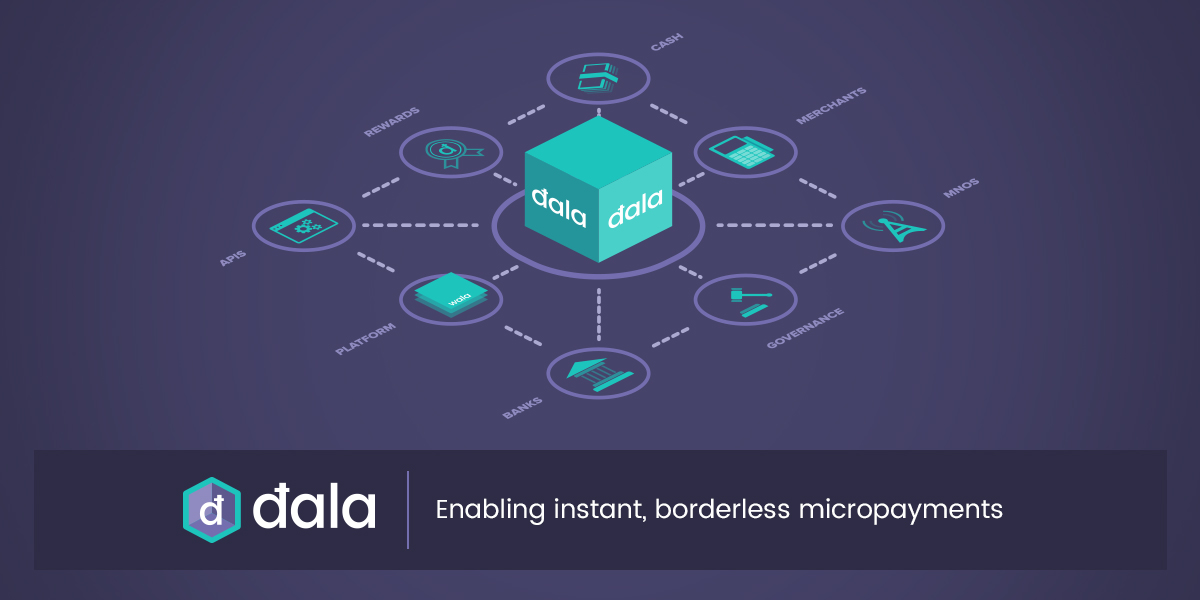 CASH
REWARDS
MERCHANTS
MNOS
đala
đala
APIS
wala
PLATFORM
GOVERNANCE
BANKS
đ đala
Enabling instant, borderless micropayments